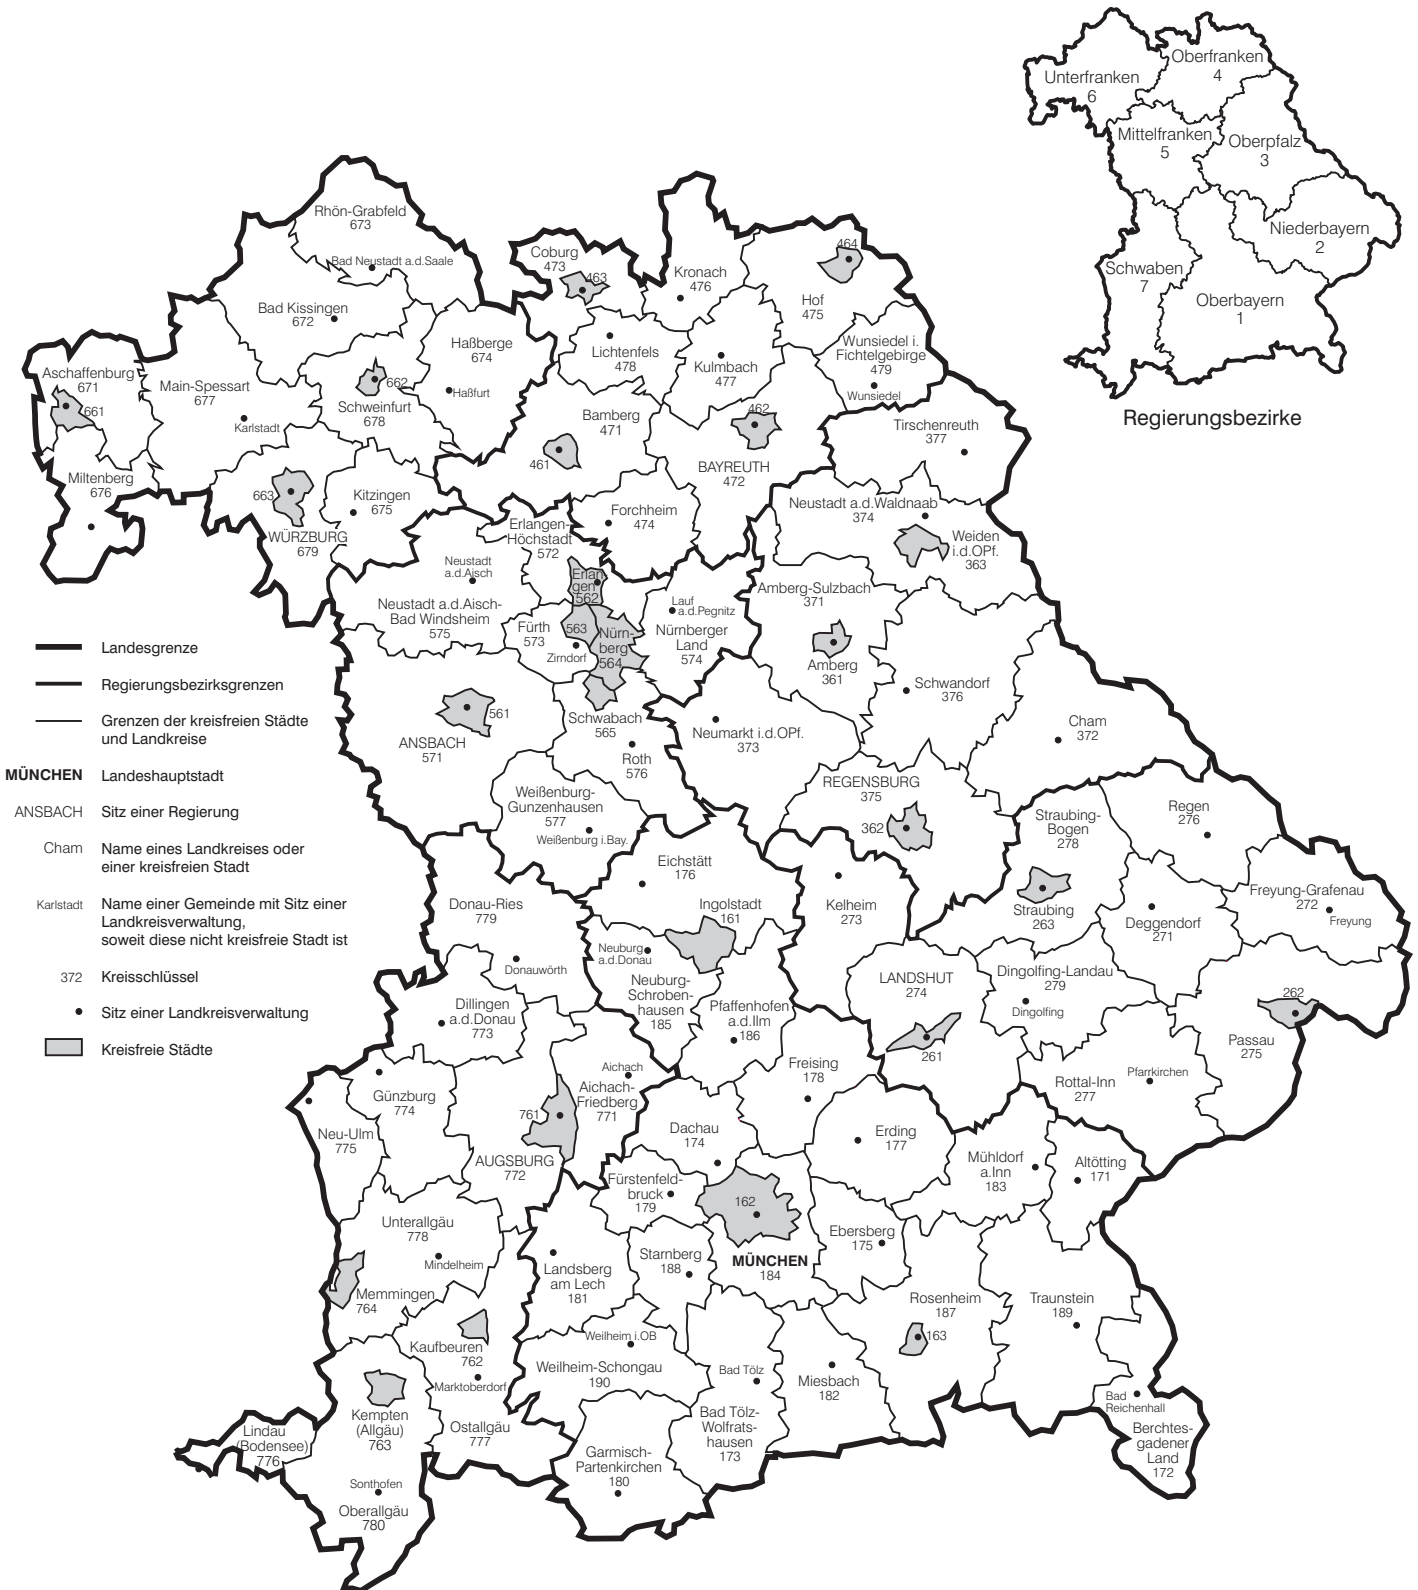 Oberfranken
4
Unterfranken
6
Mittelfranken
5
Oberpfalz
3
Niederbayern
2
Schwaben
7
Oberbayern
1
Regierungsbezirke
Rhön-Grabfeld
673
Bad Neustadt a.d.Saale
Bad Kissingen
672
Coburg
473
463
Kronach
476
464
Hof
475
Haßberge
674
Haßfurt
Lichtenfels
478
Kulmbach
477
Wunsiedel i.
Fichtelgebirge
479
Wunsiedel
Aschaffenburg
671
661
Main-Spessart
677
Karlstadt
662
Schweinfurt
678
Bamberg
471
461
462
BAYREUTH
472
Tirschenreuth
377
Miltenberg
676
663
WÜRZBURG
679
Kitzingen
675
Forchheim
474
Neustadt a.d.Waldnaab
374
Weiden
i.d.OPf.
363
Erlangen-
Höchstadt
572
Neustadt
a.d.Aisch
Erlan-
gen
562
Neustadt a.d.Aisch-
Bad Windsheim
575
Lauf
a.d.Pegnitz
Nürnberger
Land
574
Amberg-Sulzbach
371
Fürth
573
563
Zirndorf
Nürn-
berg
564
Amberg
361
Schwandorf
376
561
ANSBACH
571
Schwabach
565
Roth
576
Neumarkt i.d.OPf.
373
Cham
372
Weißenburg-
Gunzenhausen
577
Weißenburg i.Bay.
REGENSBURG
375
362
Straubing-
Bogen
278
Regen
276
Landesgrenze
Regierungsbezirksgrenzen
Grenzen der kreisfreien Städte
und Landkreise
MÜNCHEN Landeshauptstadt
ANSBACH Sitz einer Regierung
Cham Name eines Landkreises oder
einer kreisfreien Stadt
Karlstadt Name einer Gemeinde mit Sitz einer
Landkreisverwaltung,
soweit diese nicht kreisfreie Stadt ist
372 Kreisschlüssel
Sitz einer Landkreisverwaltung
Kreisfreie Städte
Eichstätt
176
Donau-Ries
779
Donauwörth
Ingolstadt
161
Kelheim
273
Straubing
263
Deggendorf
271
Freyung-Grafenau
272
Freyung
Neuburg
a.d.Donau
Neuburg-
Schroben-
hausen
185
LANDSHUT
274
261
Dingolfing-Landau
279
Dingolfing
262
Passau
275
Dillingen
a.d.Donau
773
Pfaffenhofen
a.d.Ilm
186
Freising
178
Rottal-Inn
277
Pfarrkirchen
Günzburg
774
Aichach
Aichach-
Friedberg
771
761
AUGSBURG
772
Neu-Ulm
775
Dachau
174
Erding
177
Mühldorf
a.Inn
183
Altötting
171
Fürstenfeld-
bruck
179
162
MÜNCHEN
184
Ebersberg
175
Unterallgäu
778
Mindelheim
Memmingen
764
Landsberg
am Lech
181
Starnberg
188
Rosenheim
187
163
Traunstein
189
Kaufbeuren
762
Marktoberdorf
Weilheim i.OB
Weilheim-Schongau
190
Bad Tölz
Bad Tölz-
Wolfrats-
hausen
173
Miesbach
182
Bad
Reichenhall
Berchtes-
gadener
Land
172
Kempten
(Allgäu)
763
Ostallgäu
777
Lindau
(Bodensee)
776
Garmisch-
Partenkirchen
180
Sonthofen
Oberallgäu
780